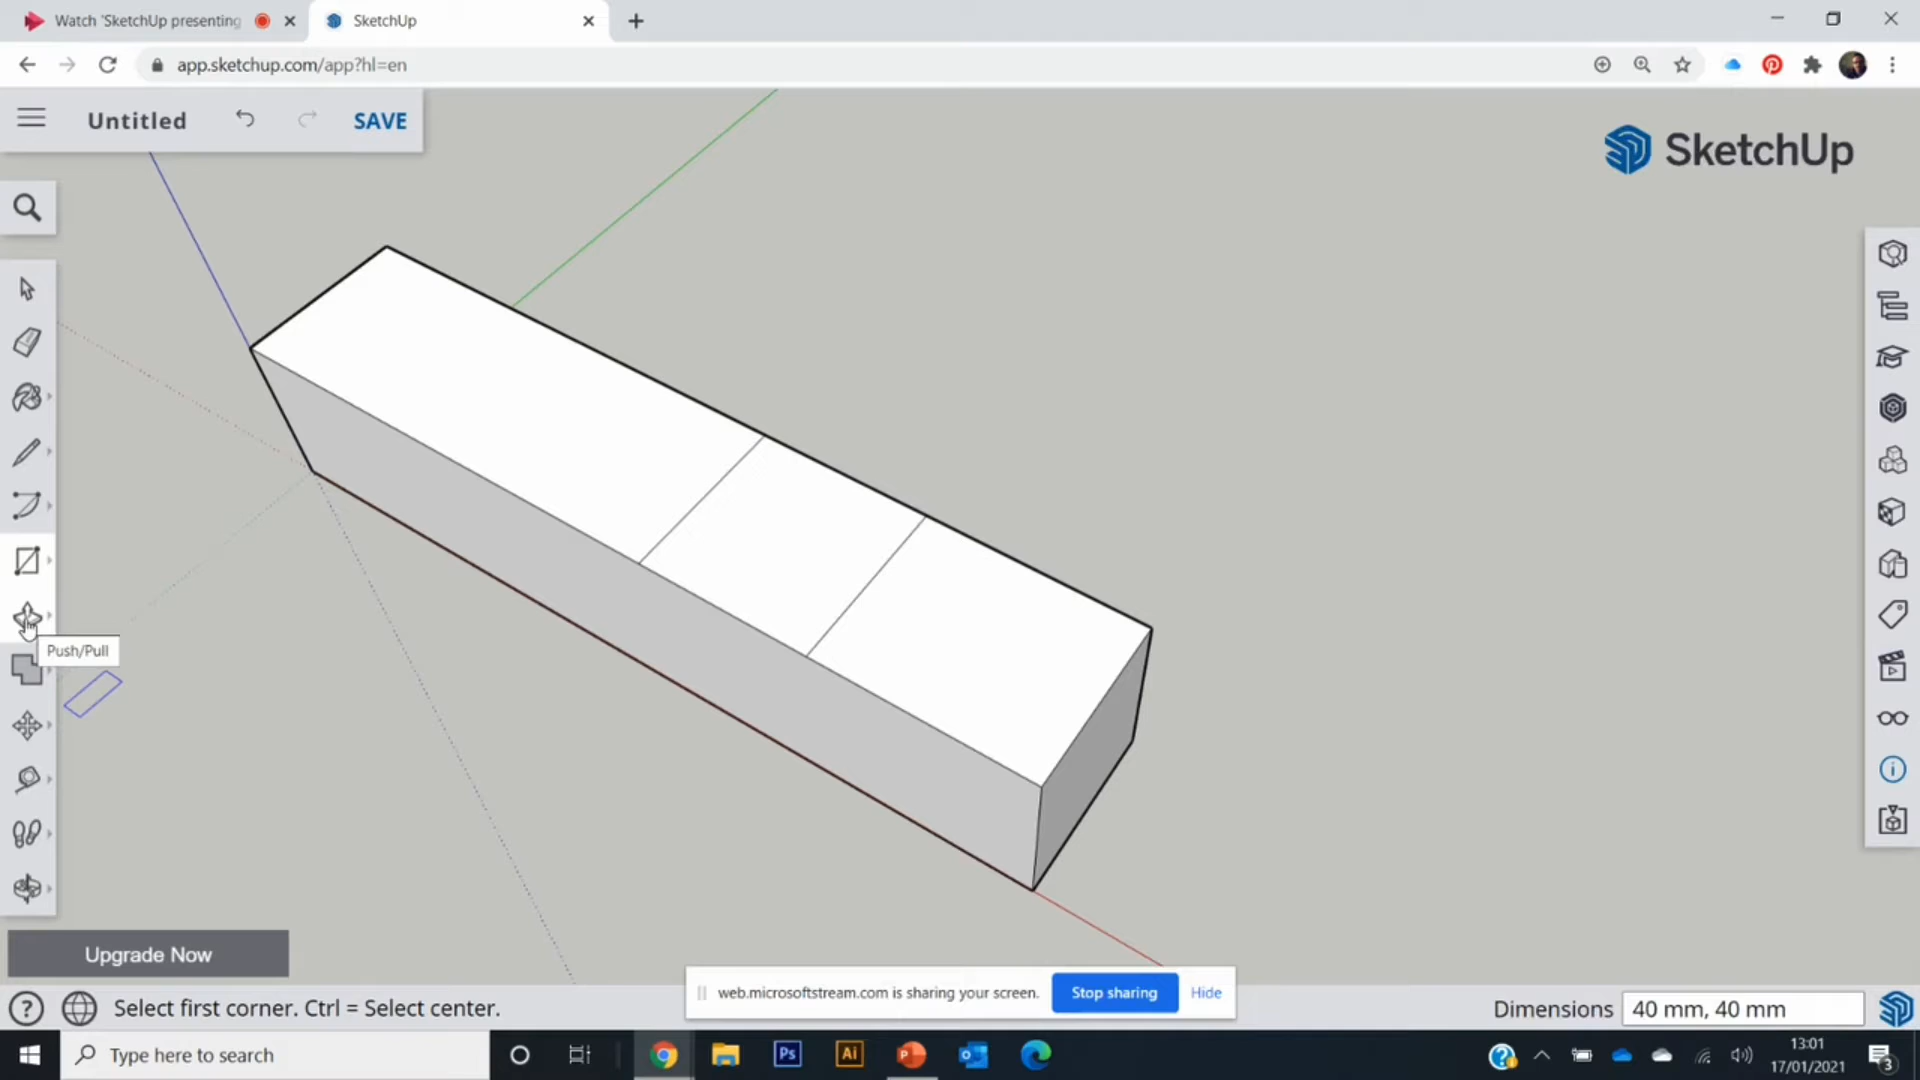 Watch 'SketchUp presenting
SketchUp
app.sketchup.com/app?hl=en
Untitled
SAVE
SketchUp
Push/Pull
Upgrade Now
web.microsoftstream.com is sharing your screen.
Stop sharing
Hide
Select first corner. Ctrl = Select center.
Dimensions
40 mm, 40 mm
Type here to search
Ps
Ai
13:01
17/01/2021
3